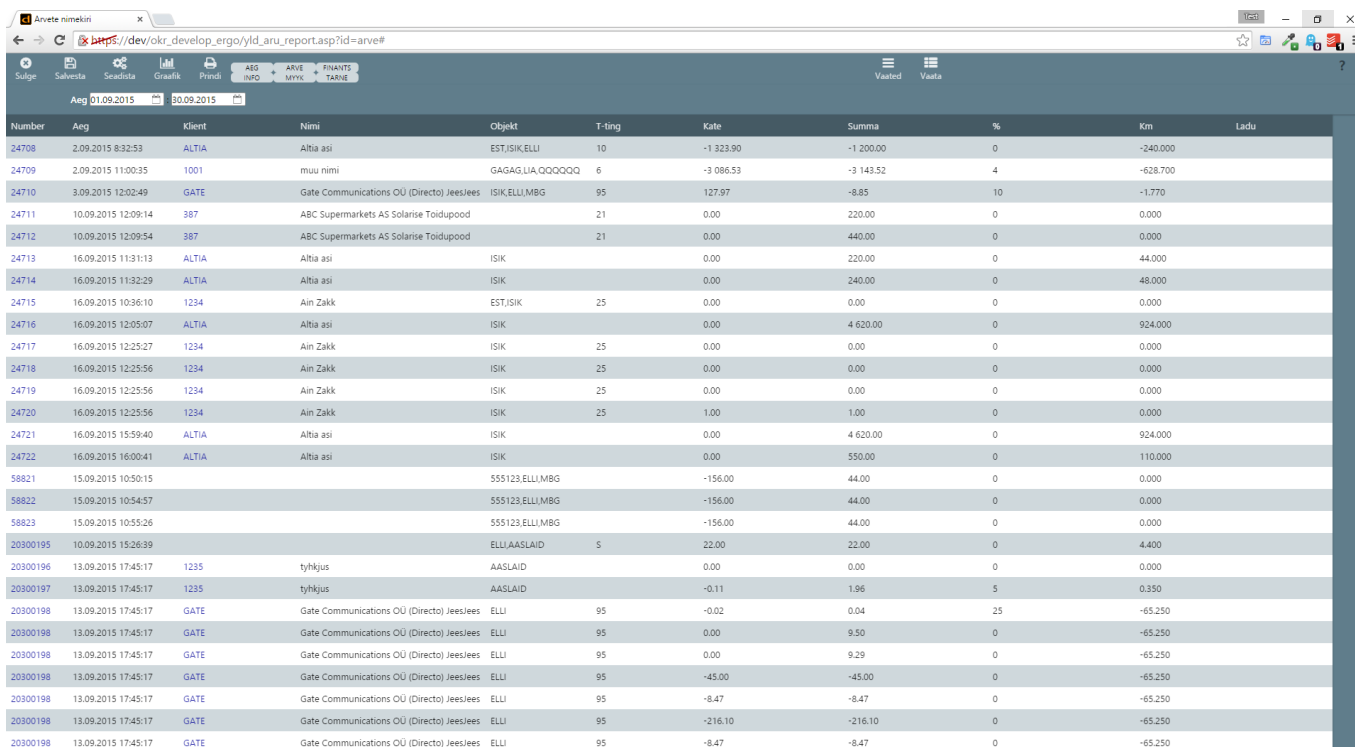 Arvete nimekiri
Test
https://dev/okr_develop_ergo/yld_aru_report.asp?id=arve#
Sulge Salvesta Seadista Graafik Prindi AEG INFO ARVE MYYK FINANTS TARNE Vaated Vaata ?
Aeg 01.09.2015 : 30.09.2015
Number Aeg Klient Nimi Objekt T-ting Kate Summa % Km Ladu
24708 2.09.2015 8:32:53 ALTIA Altia asi EST,ISIK,ELLI 10 -1 323.90 -1 200.00 0 -240.000
24709 2.09.2015 11:00:35 1001 muu nimi GAGAG,LIA,QQQQQQ 6 -3 086.53 -3 143.52 4 -628.700
24710 3.09.2015 12:02:49 GATE Gate Communications OÜ (Directo) JeesJees ISIK,ELLI,MBG 95 127.97 -8.85 10 -1.770
24711 10.09.2015 12:09:14 387 ABC Supermarkets AS Solarise Toidupood 21 0.00 220.00 0 0.000
24712 10.09.2015 12:09:54 387 ABC Supermarkets AS Solarise Toidupood 21 0.00 440.00 0 0.000
24713 16.09.2015 11:31:13 ALTIA Altia asi ISIK 0.00 220.00 0 44.000
24714 16.09.2015 11:32:29 ALTIA Altia asi ISIK 0.00 240.00 0 48.000
24715 16.09.2015 10:36:10 1234 Ain Zakk EST,ISIK 25 0.00 0.00 0 0.000
24716 16.09.2015 12:05:07 ALTIA Altia asi ISIK 0.00 4 620.00 0 924.000
24717 16.09.2015 12:25:27 1234 Ain Zakk ISIK 25 0.00 0.00 0 0.000
24718 16.09.2015 12:25:56 1234 Ain Zakk ISIK 25 0.00 0.00 0 0.000
24719 16.09.2015 12:25:56 1234 Ain Zakk ISIK 25 0.00 0.00 0 0.000
24720 16.09.2015 12:25:56 1234 Ain Zakk ISIK 25 1.00 1.00 0 0.000
24721 16.09.2015 15:59:40 ALTIA Altia asi ISIK 0.00 4 620.00 0 924.000
24722 16.09.2015 16:00:41 ALTIA Altia asi ISIK 0.00 550.00 0 110.000
58821 15.09.2015 10:50:15 555123,ELLI,MBG -156.00 44.00 0 0.000
58822 15.09.2015 10:54:57 555123,ELLI,MBG -156.00 44.00 0 0.000
58823 15.09.2015 10:55:26 555123,ELLI,MBG -156.00 44.00 0 0.000
20300195 10.09.2015 15:26:39 ELLI,AASLAID S 22.00 22.00 0 4.400
20300196 13.09.2015 17:45:17 1235 tyhkjus AASLAID 0.00 0.00 0 0.000
20300197 13.09.2015 17:45:17 1235 tyhkjus AASLAID -0.11 1.96 5 0.350
20300198 13.09.2015 17:45:17 GATE Gate Communications OÜ (Directo) JeesJees ELLI 95 -0.02 0.04 25 -65.250
20300198 13.09.2015 17:45:17 GATE Gate Communications OÜ (Directo) JeesJees ELLI 95 0.00 9.50 0 -65.250
20300198 13.09.2015 17:45:17 GATE Gate Communications OÜ (Directo) JeesJees ELLI 95 0.00 9.29 0 -65.250
20300198 13.09.2015 17:45:17 GATE Gate Communications OÜ (Directo) JeesJees ELLI 95 -45.00 -45.00 0 -65.250
20300198 13.09.2015 17:45:17 GATE Gate Communications OÜ (Directo) JeesJees ELLI 95 -8.47 -8.47 0 -65.250
20300198 13.09.2015 17:45:17 GATE Gate Communications OÜ (Directo) JeesJees ELLI 95 -216.10 -216.10 0 -65.250
20300198 13.09.2015 17:45:17 GATE Gate Communications OÜ (Directo) JeesJees ELLI 95 -8.47 -8.47 0 -65.250